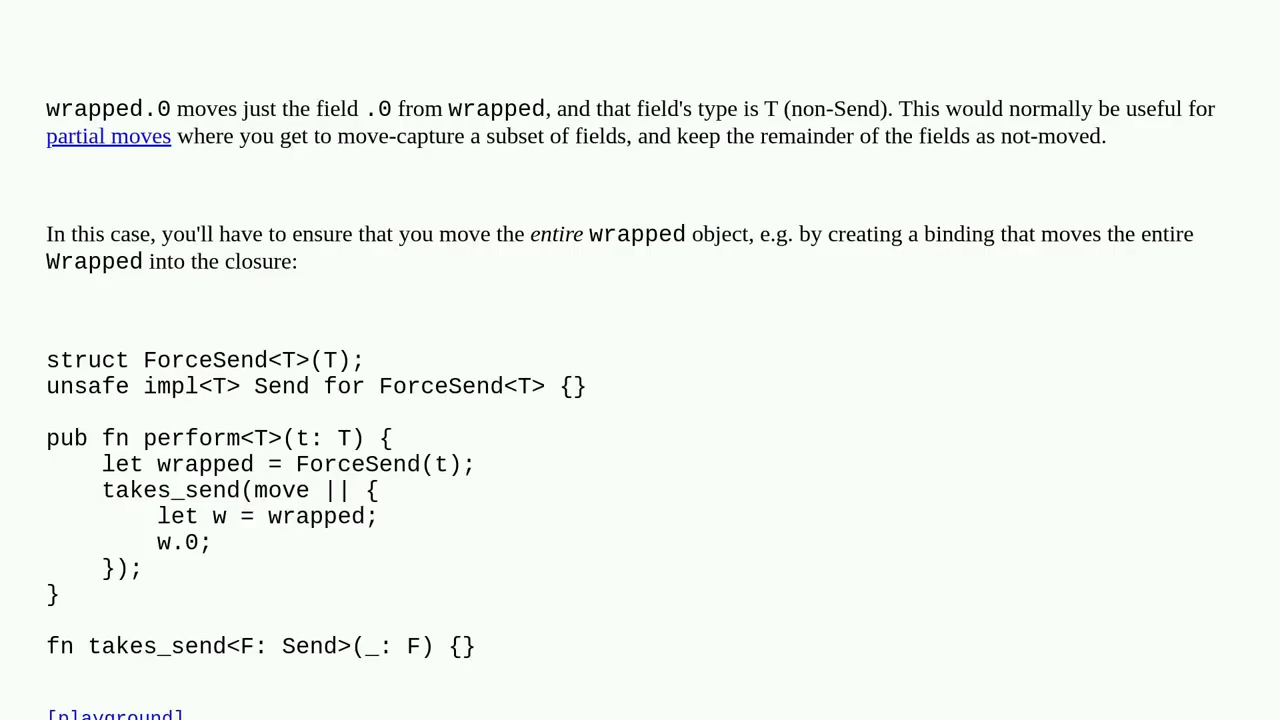 wrapped.0 moves just the field .0 from wrapped, and that field's type is T (non-Send). This would normally be useful for
partial moves where you get to move-capture a subset of fields, and keep the remainder of the fields as not-moved.
In this case, you'll have to ensure that you move the entire wrapped object, e.g. by creating a binding that moves the entire
Wrapped into the closure:
struct ForceSend<T>(T);
unsafe impl<T> Send for ForceSend<T> {}
pub fn perform<T>(t: T) {
    let wrapped = ForceSend(t);
    takes_send(move || {
        let w = wrapped;
        w.0;
    });
}
fn takes_send<F: Send>(_: F) {}
[playground]